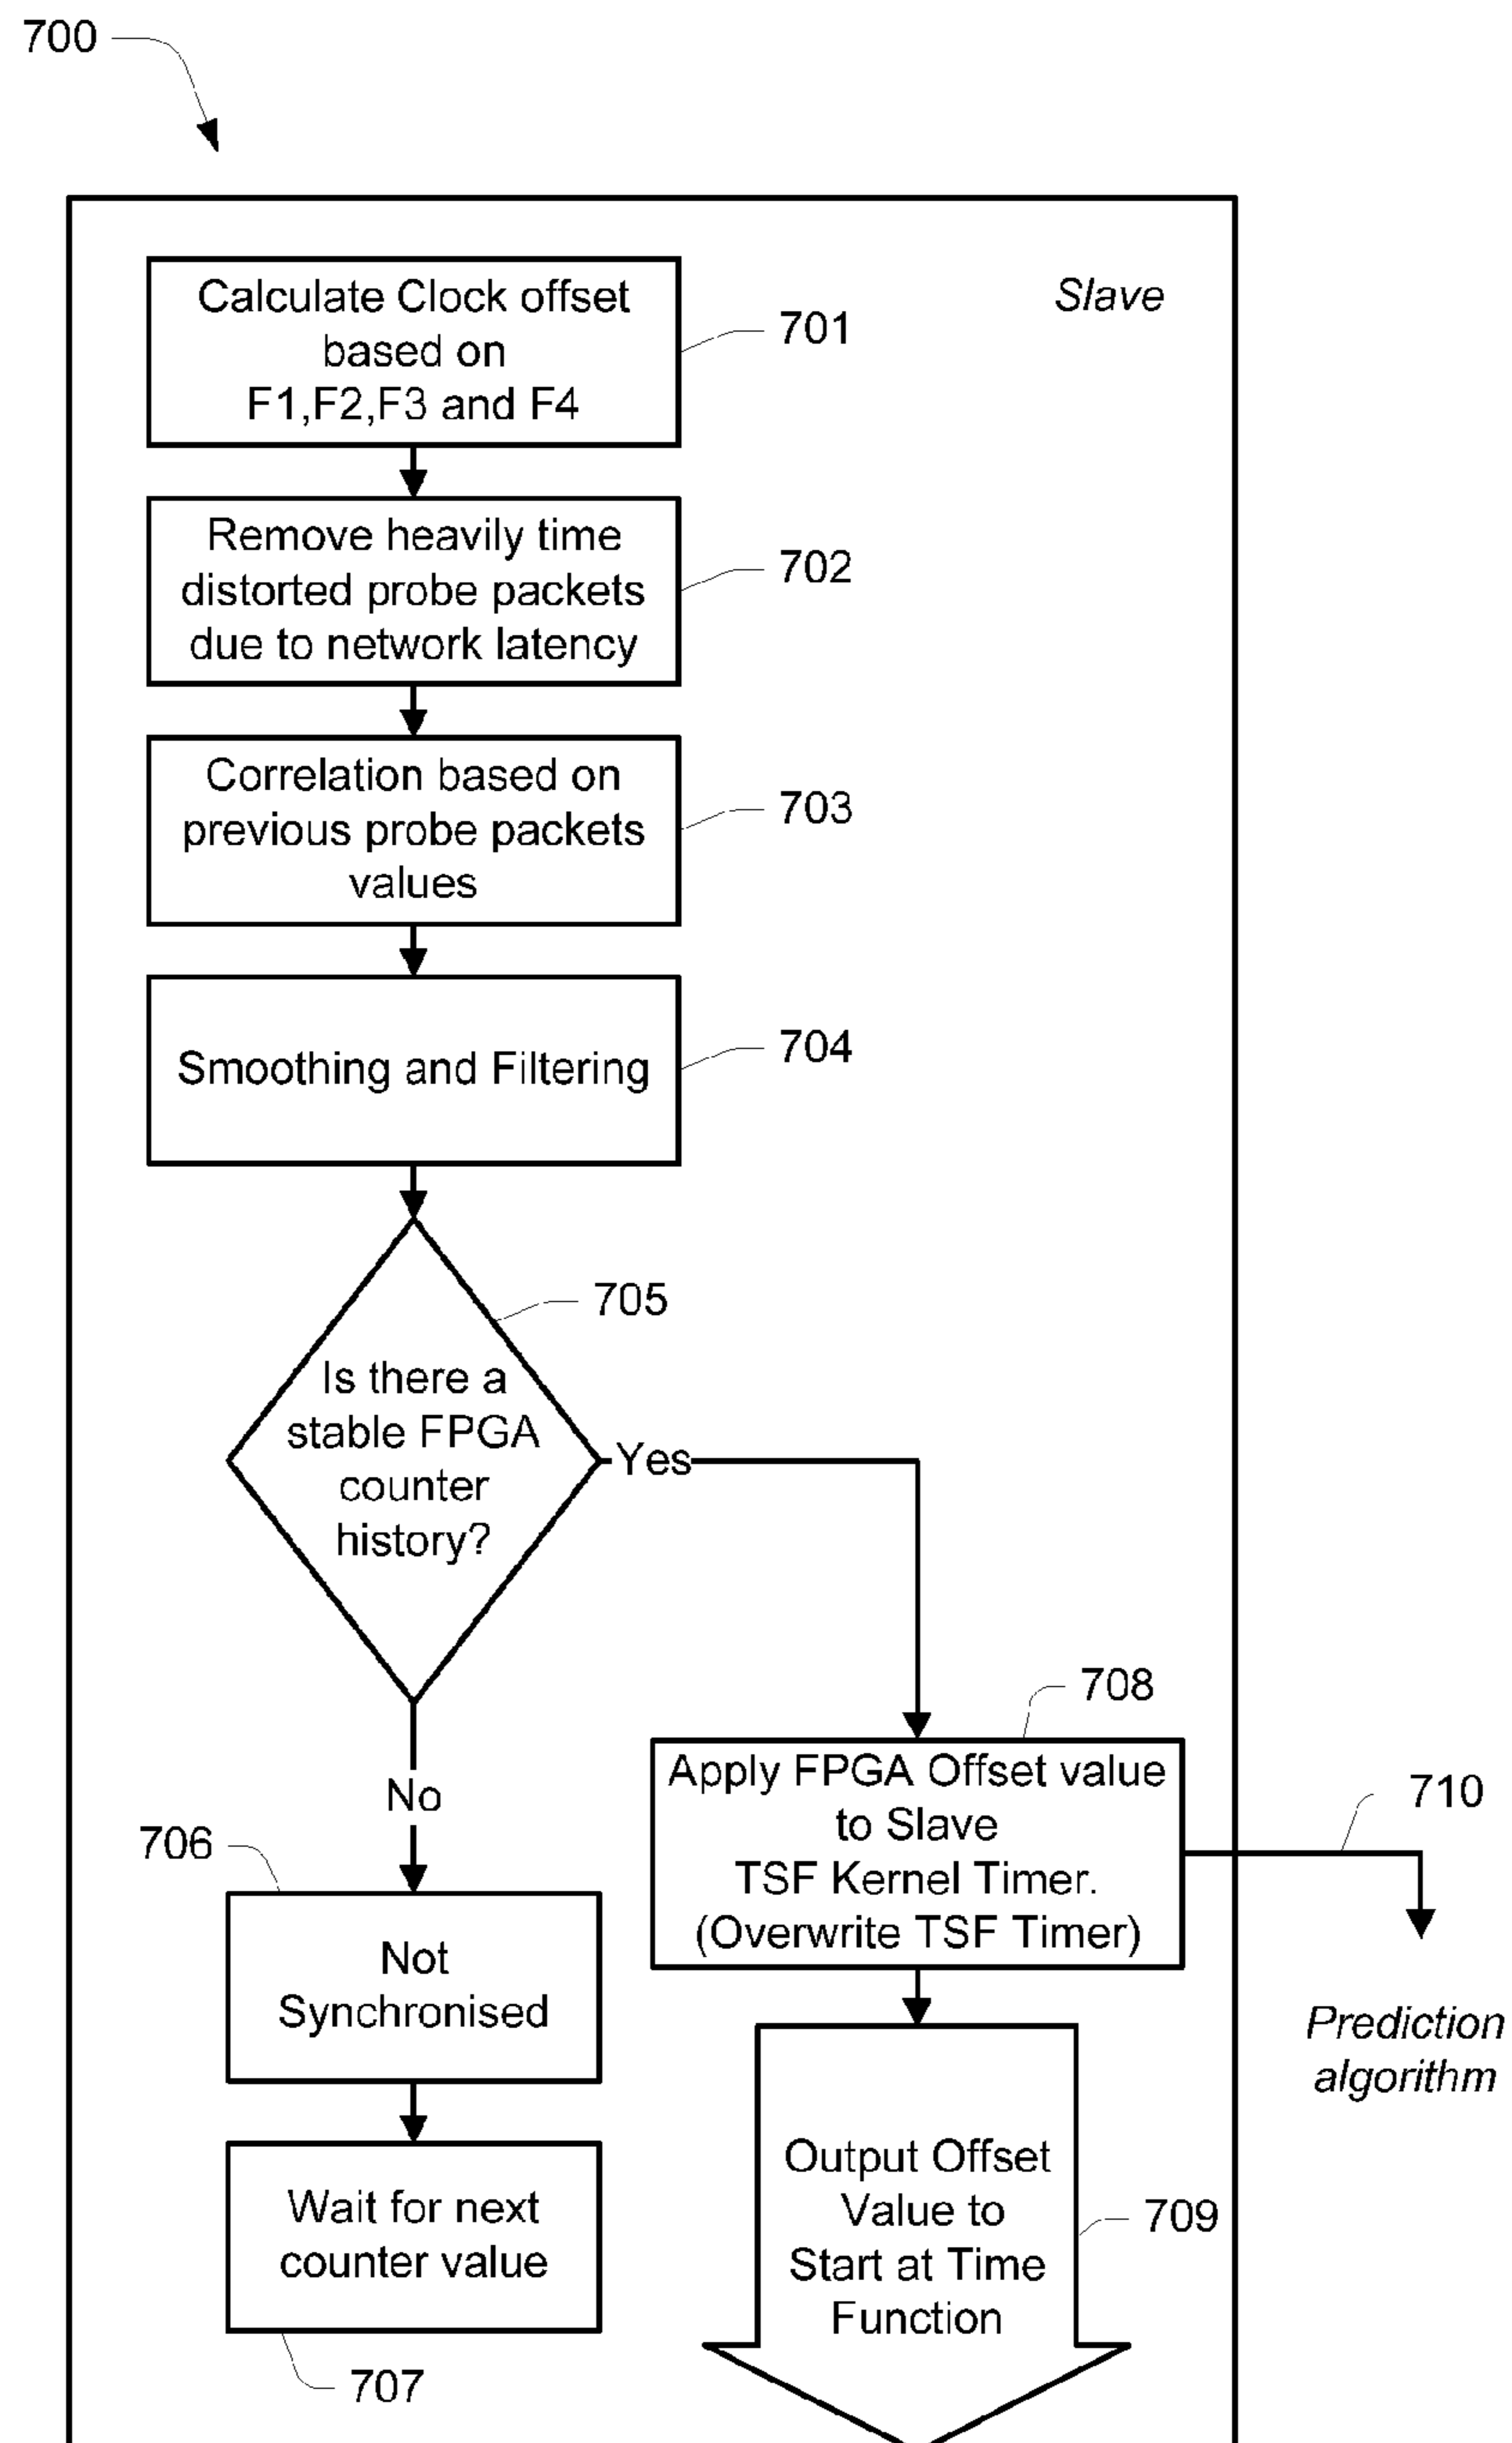 700
Slave
Calculate Clock offset
based on
F1,F2,F3 and F4
701
Remove heavily time
distorted probe packets
due to network latency
702
Correlation based on
previous probe packets
values
703
Smoothing and Filtering
704
705
Is there a
stable FPGA
counter
history?
Yes
No
708
Apply FPGA Offset value
to Slave
TSF Kernel Timer.
(Overwrite TSF Timer)
710
Prediction
algorithm
706
Not
Synchronised
Wait for next
counter value
707
Output Offset
Value to
Start at Time
Function
709